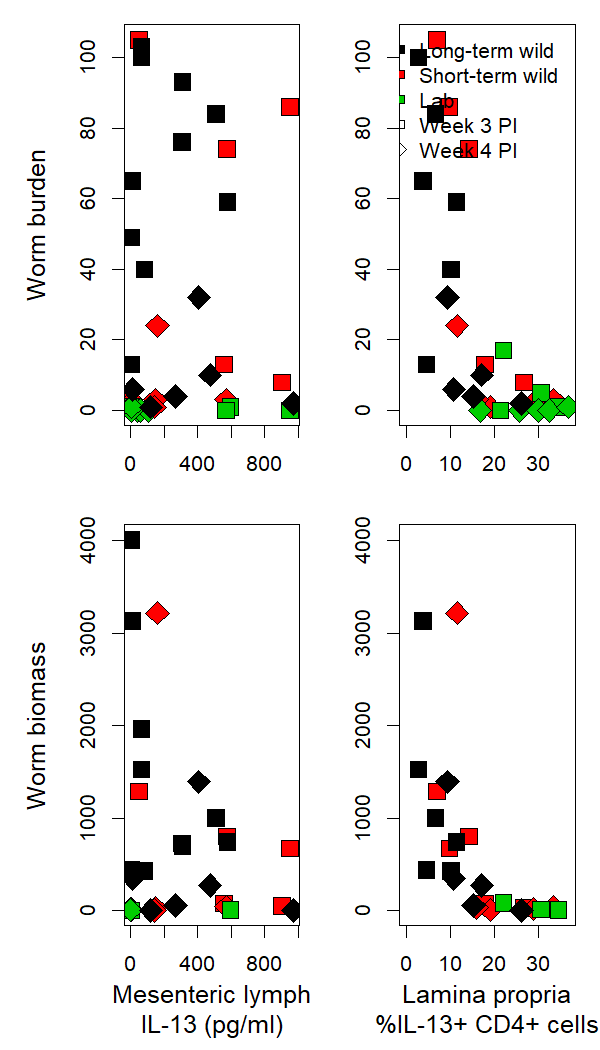 Worm burden
0 20 40 60 80 100
0 400 800
Long-term wild
Short-term wild
Lab
Week 3 PI
Week 4 PI
0 20 40 60 80 100
0 10 20 30
Worm biomass
0 1000 2000 3000 4000
0 400 800
Mesenteric lymph
IL-13 (pg/ml)
0 1000 2000 3000 4000
0 10 20 30
Lamina propria
%IL-13+ CD4+ cells